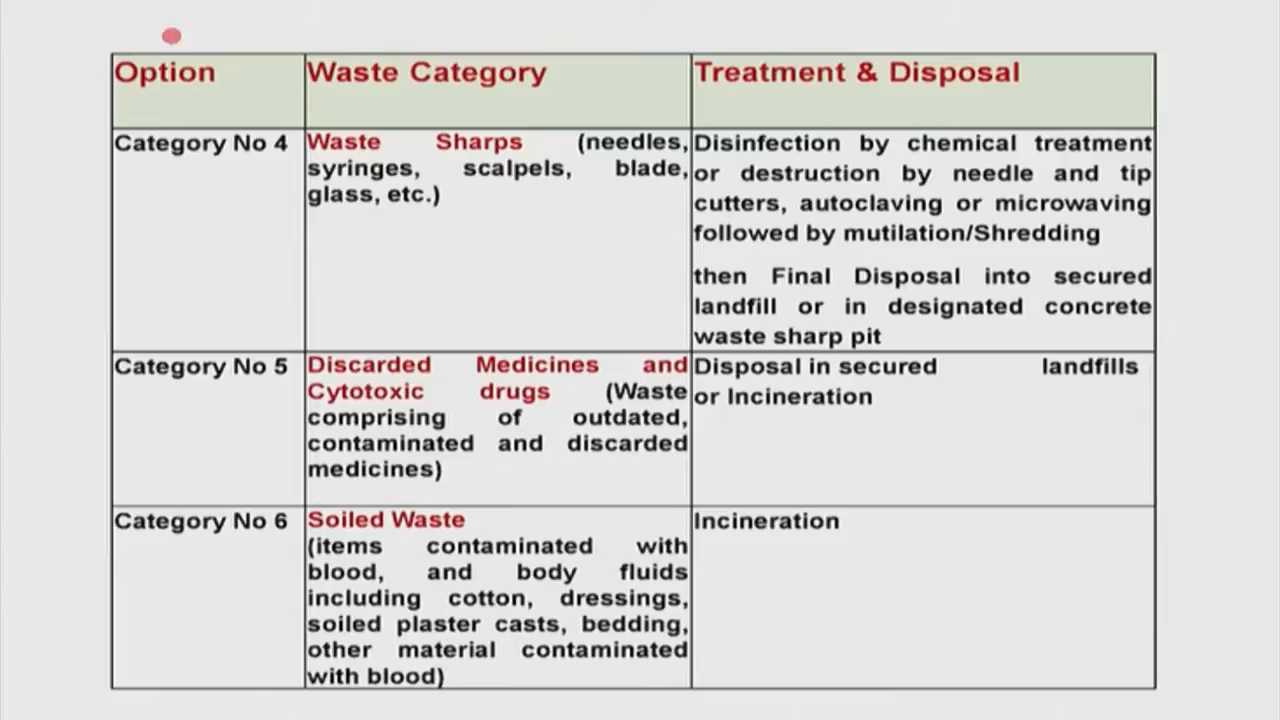 Option
Waste Category
Treatment & Disposal
Category No 4
Waste Sharps (needles,
syringes, scalpels, blade,
glass, etc.)
Disinfection by chemical treatment
or destruction by needle and tip
cutters, autoclaving or microwaving
followed by mutilation/Shredding
then Final Disposal into secured
landfill or in designated concrete
waste sharp pit
Category No 5
Discarded Medicines and
Cytotoxic drugs (Waste
comprising of outdated,
contaminated and discarded
medicines)
Disposal in secured landfills
or Incineration
Category No 6
Soiled Waste
(items contaminated with
blood, and body fluids
including cotton, dressings,
soiled plaster casts, bedding,
other material contaminated
with blood)
Incineration